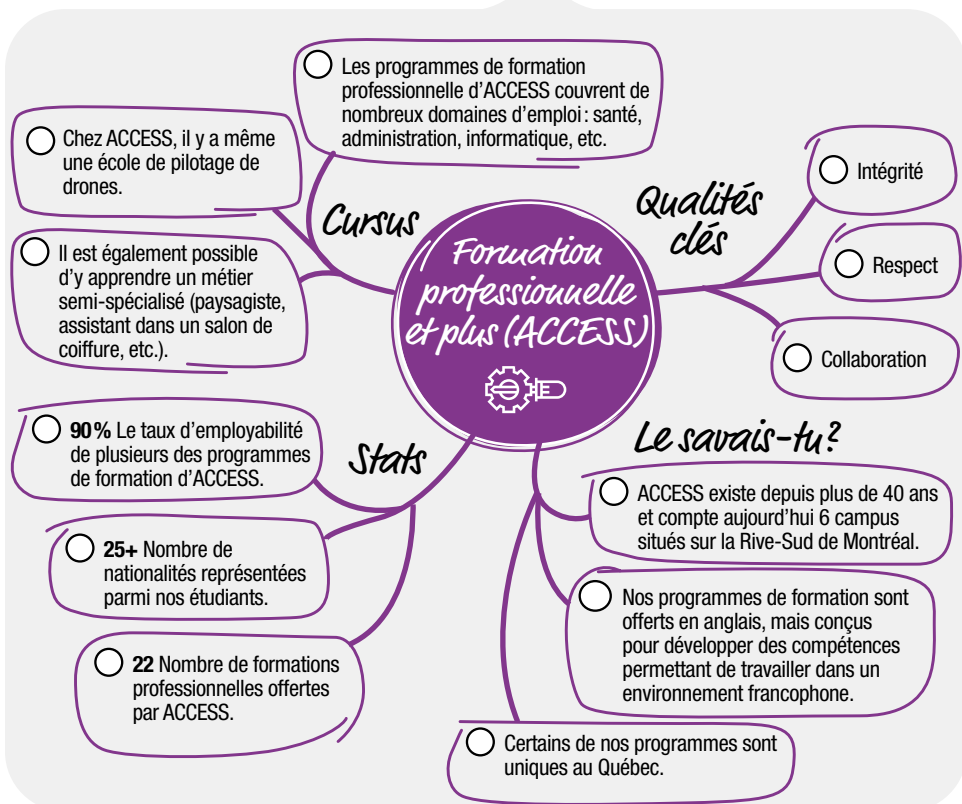 Formation
professionnelle
et plus (ACCESS)
Cursus
Les programmes de formation
professionnelle d'ACCESS couvrent de
nombreux domaines d'emploi : santé,
administration, informatique, etc.
Chez ACCESS, il y a même
une école de pilotage de
drones.
Il est également possible
d'y apprendre un métier
semi-spécialisé (paysagiste,
assistant dans un salon de
coiffure, etc.).
Qualités
clés
Intégrité
Respect
Collaboration
Stats
90 % Le taux d'employabilité
de plusieurs des programmes
de formation d'ACCESS.
25+ Nombre de
nationalités représentées
parmi nos étudiants.
22 Nombre de formations
professionnelles offertes
par ACCESS.
Le savais-tu?
ACCESS existe depuis plus de 40 ans
et compte aujourd'hui 6 campus
situés sur la Rive-Sud de Montréal.
Nos programmes de formation sont
offerts en anglais, mais conçus
pour développer des compétences
permettant de travailler dans un
environnement francophone.
Certains de nos programmes sont
uniques au Québec.